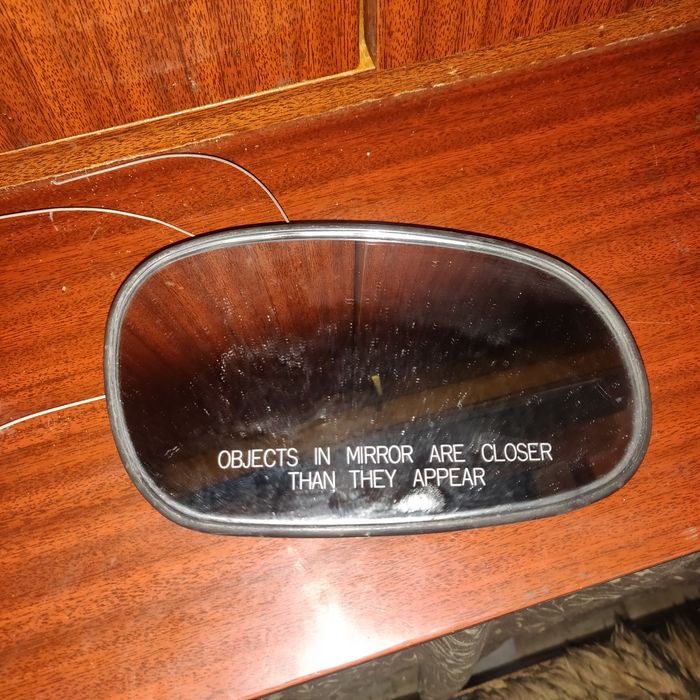 OBJECTS IN MIRROR ARE CLOSER
THAN THEY APPEAR